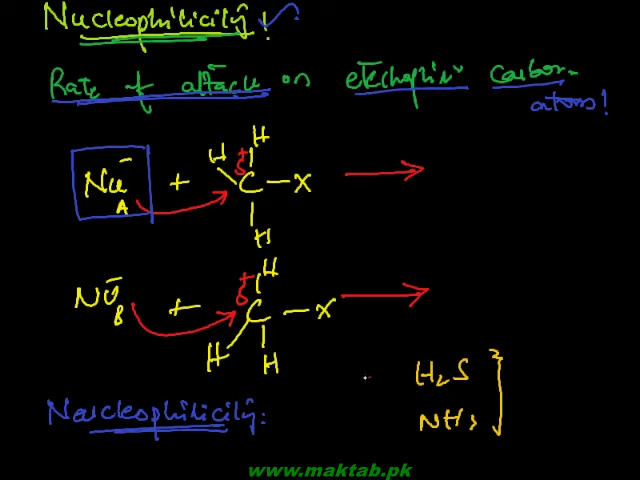 Nucleophilicity!
Rate of attack on electrophilic carbon-
atoms!
H H
Nu⁻A + δ+ C — X
H
H
Nu⁻B + δ+ C — X
H H
H₂S
Nucleophilicity:
NH₃
www.maktab.pk